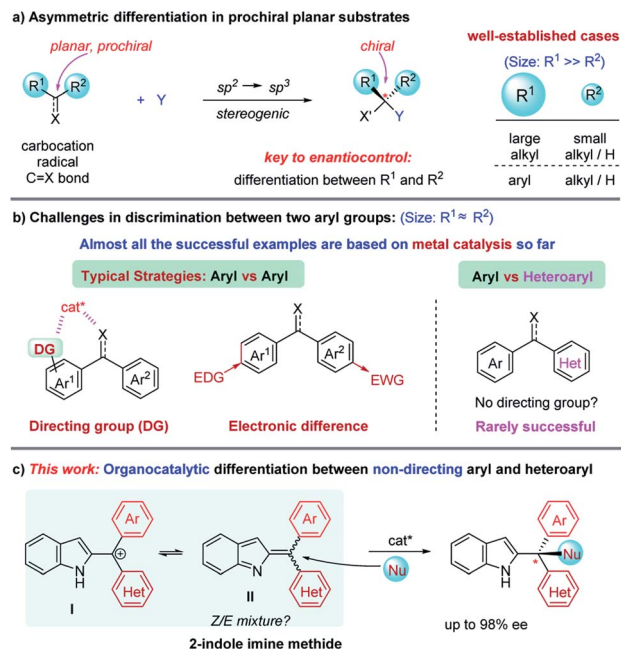 a) Asymmetric differentiation in prochiral planar substrates
planar, prochiral
R¹ R²
X
+ Y
sp² → sp³
stereogenic
chiral
R¹ R²
*
X' Y
carbocation
radical
C=X bond
key to enantiocontrol:
differentiation between R¹ and R²
well-established cases
(Size: R¹ >> R²)
R¹ R²
large small
alkyl alkyl / H
aryl alkyl / H
b) Challenges in discrimination between two aryl groups: (Size: R¹≈ R²)
Almost all the successful examples are based on metal catalysis so far
Typical Strategies: Aryl vs Aryl
cat*
DG
X
Ar¹ Ar²
Directing group (DG)
X
Ar¹ Ar²
EDG
EWG
Electronic difference
Aryl vs Heteroaryl
X
Ar Het
No directing group?
Rarely successful
c) This work: Organocatalytic differentiation between non-directing aryl and heteroaryl
Ar
+
N
H
Het
I
⇌
Ar
N
Het
II
Z/E mixture?
2-indole imine methide
cat*
Nu
Ar
Nu
*
N
H
Het
up to 98% ee